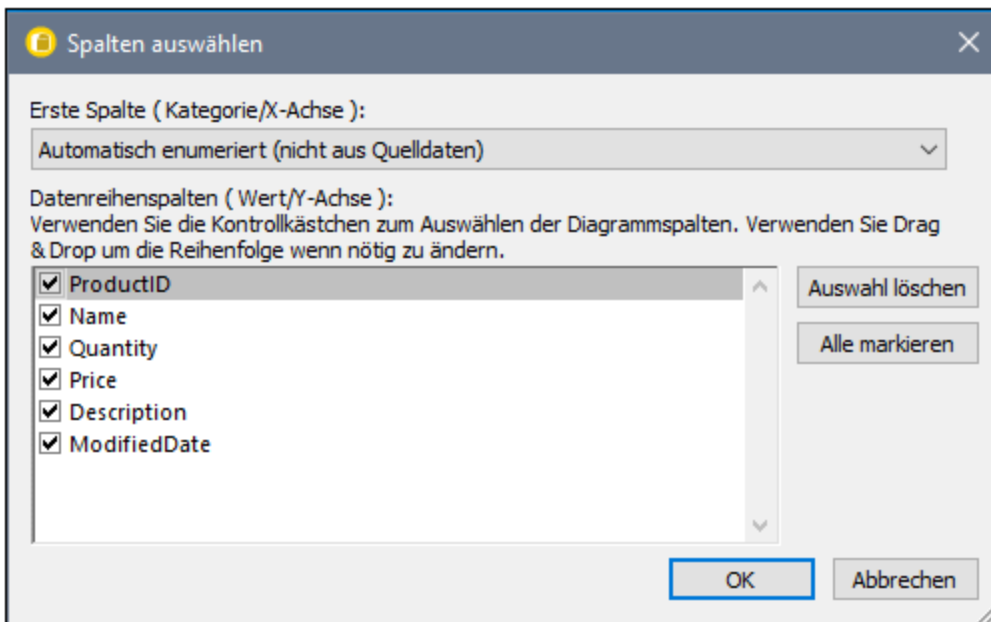 Spalten auswählen
Erste Spalte ( Kategorie/X-Achse ):
Automatisch enumeriert (nicht aus Quelldaten)
Datenreihenspalten ( Wert/Y-Achse ):
Verwenden Sie die Kontrollkästchen zum Auswählen der Diagrammspalten. Verwenden Sie Drag
& Drop um die Reihenfolge wenn nötig zu ändern.
ProductID
Name
Quantity
Price
Description
ModifiedDate
Auswahl löschen
Alle markieren
OK
Abbrechen